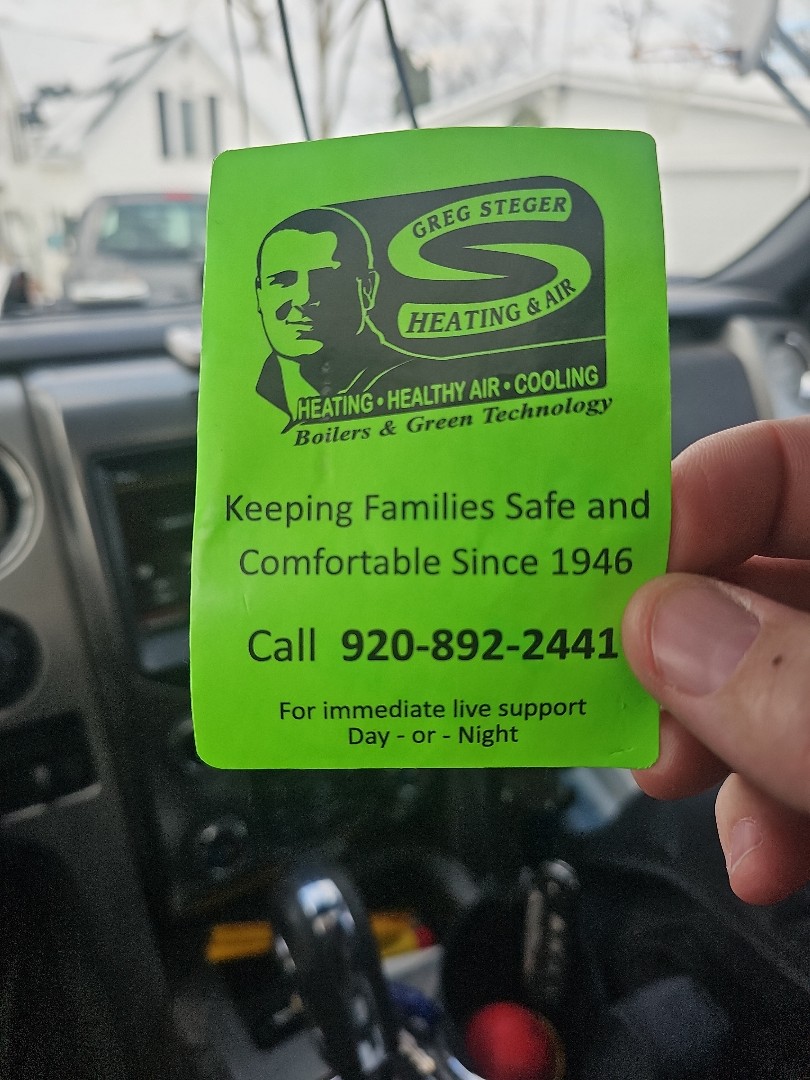 GREG STEGER
HEATING & AIR
HEATING • HEALTHY AIR • COOLING
Boilers & Green Technology
Keeping Families Safe and
Comfortable Since 1946
Call 920-892-2441
For immediate live support
Day - or - Night